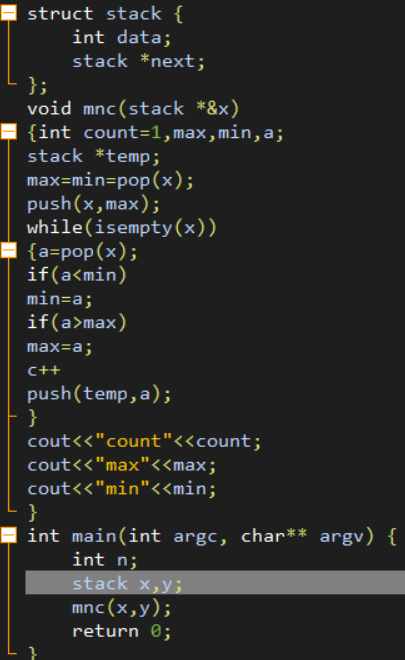 struct stack {
    int data;
    stack *next;
};
void mnc(stack *&x)
{int count=1,max,min,a;
stack *temp;
max=min=pop(x);
push(x,max);
while(isempty(x))
{a=pop(x);
if(a<min)
min=a;
if(a>max)
max=a;
c++
push(temp,a);
}
cout<<"count"<<count;
cout<<"max"<<max;
cout<<"min"<<min;
}
int main(int argc, char** argv) {
    int n;
    stack x,y;
    mnc(x,y);
    return 0;
}